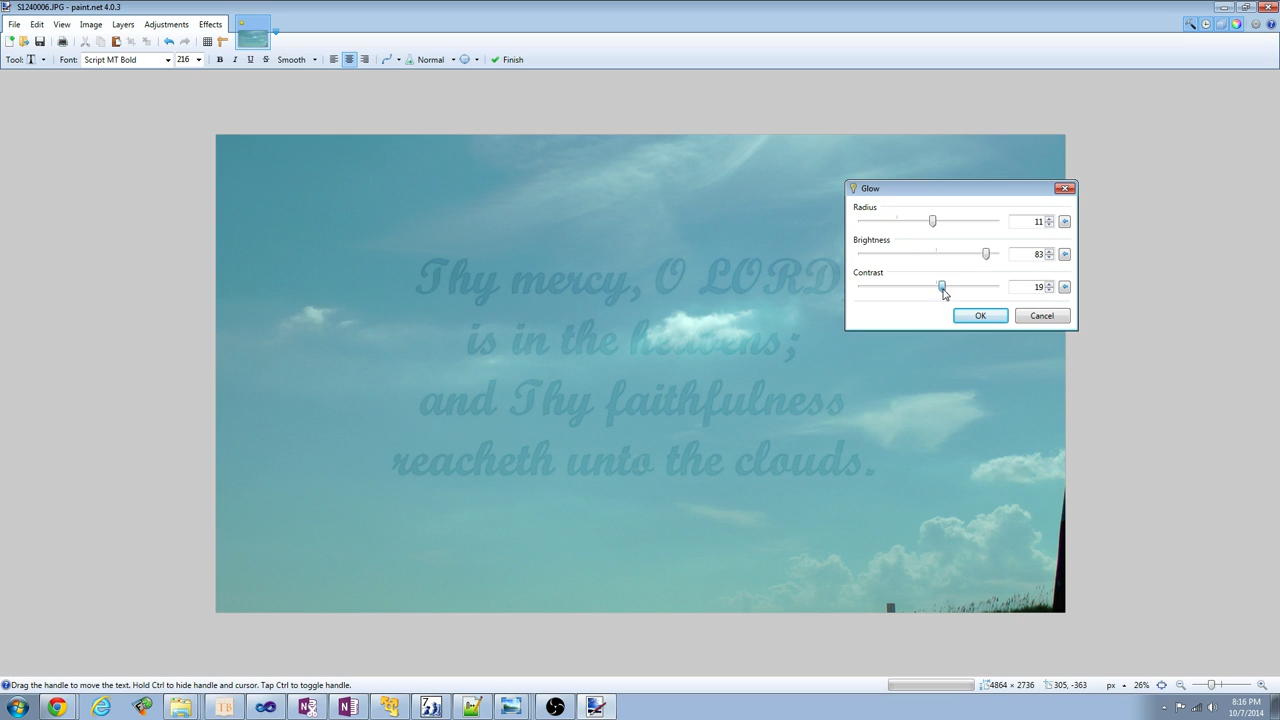 S1240006.JPG - paint.net 4.0.3
File Edit View Image Layers Adjustments Effects
Tool: T Font: Script MT Bold 216 B I U S Smooth Normal Finish
Glow
Radius
11
Brightness
83
Contrast
19
OK Cancel
Thy mercy, O LORD,
is in the heavens;
and Thy faithfulness
reacheth unto the clouds.
Drag the handle to move the text. Hold Ctrl to hide handle and cursor. Tap Ctrl to toggle handle.
4864 × 2736 305, -363 px 26%
TB
8:16 PM
10/7/2014